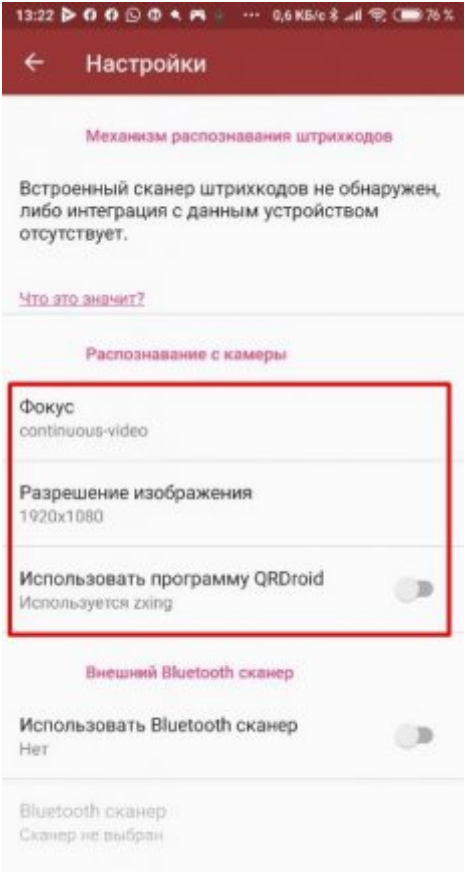 13:22 ··· 0,6 КБ/с 76 %
Настройки
Механизм распознавания штрихкодов
Встроенный сканер штрихкодов не обнаружен,
либо интеграция с данным устройством
отсутствует.
Что это значит?
Распознавание с камеры
Фокус
continuous-video
Разрешение изображения
1920x1080
Использовать программу QRDroid
Используется zxing
Внешний Bluetooth сканер
Использовать Bluetooth сканер
Нет
Bluetooth сканер
Сканер не выбран